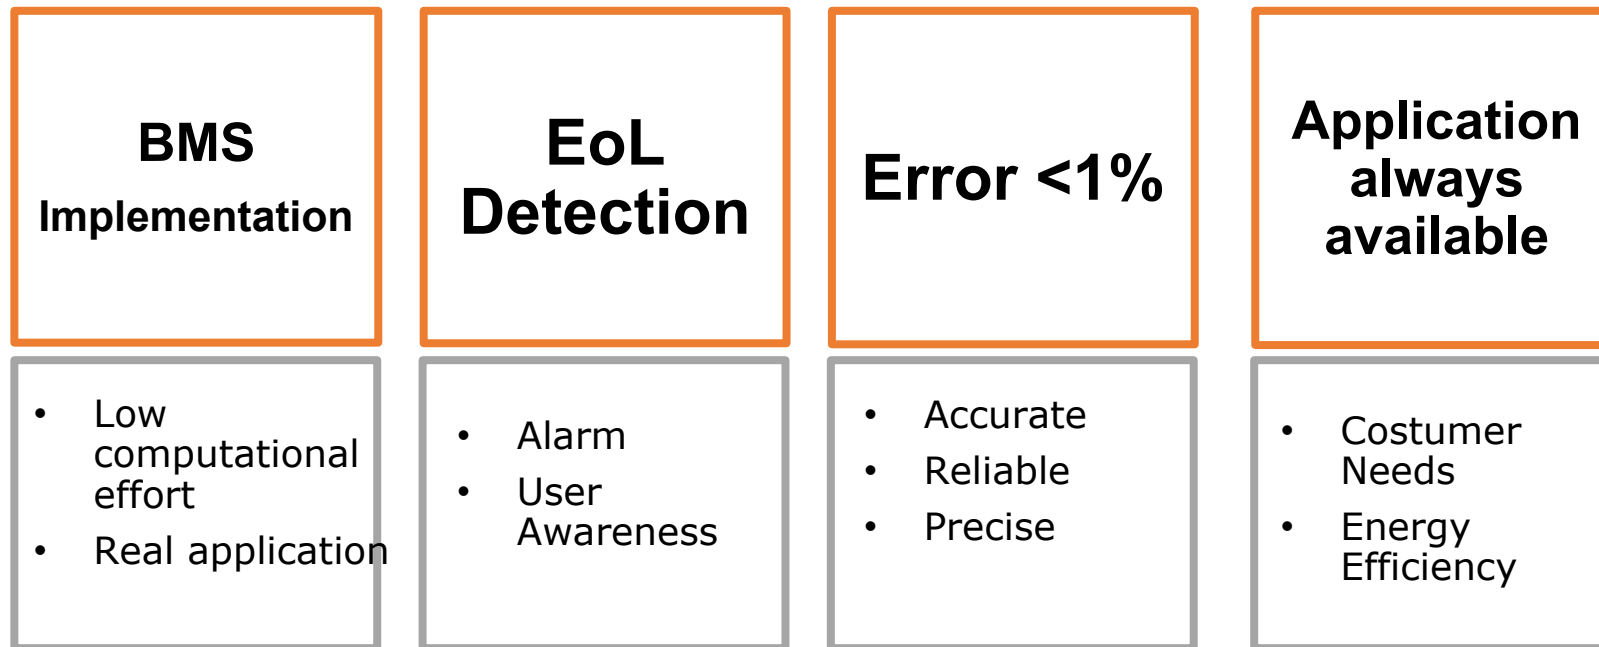 BMS
Implementation
• Low
computational
effort
• Real application
EoL
Detection
• Alarm
• User
Awareness
Error <1%
• Accurate
• Reliable
• Precise
Application
always
available
• Costumer
Needs
• Energy
Efficiency